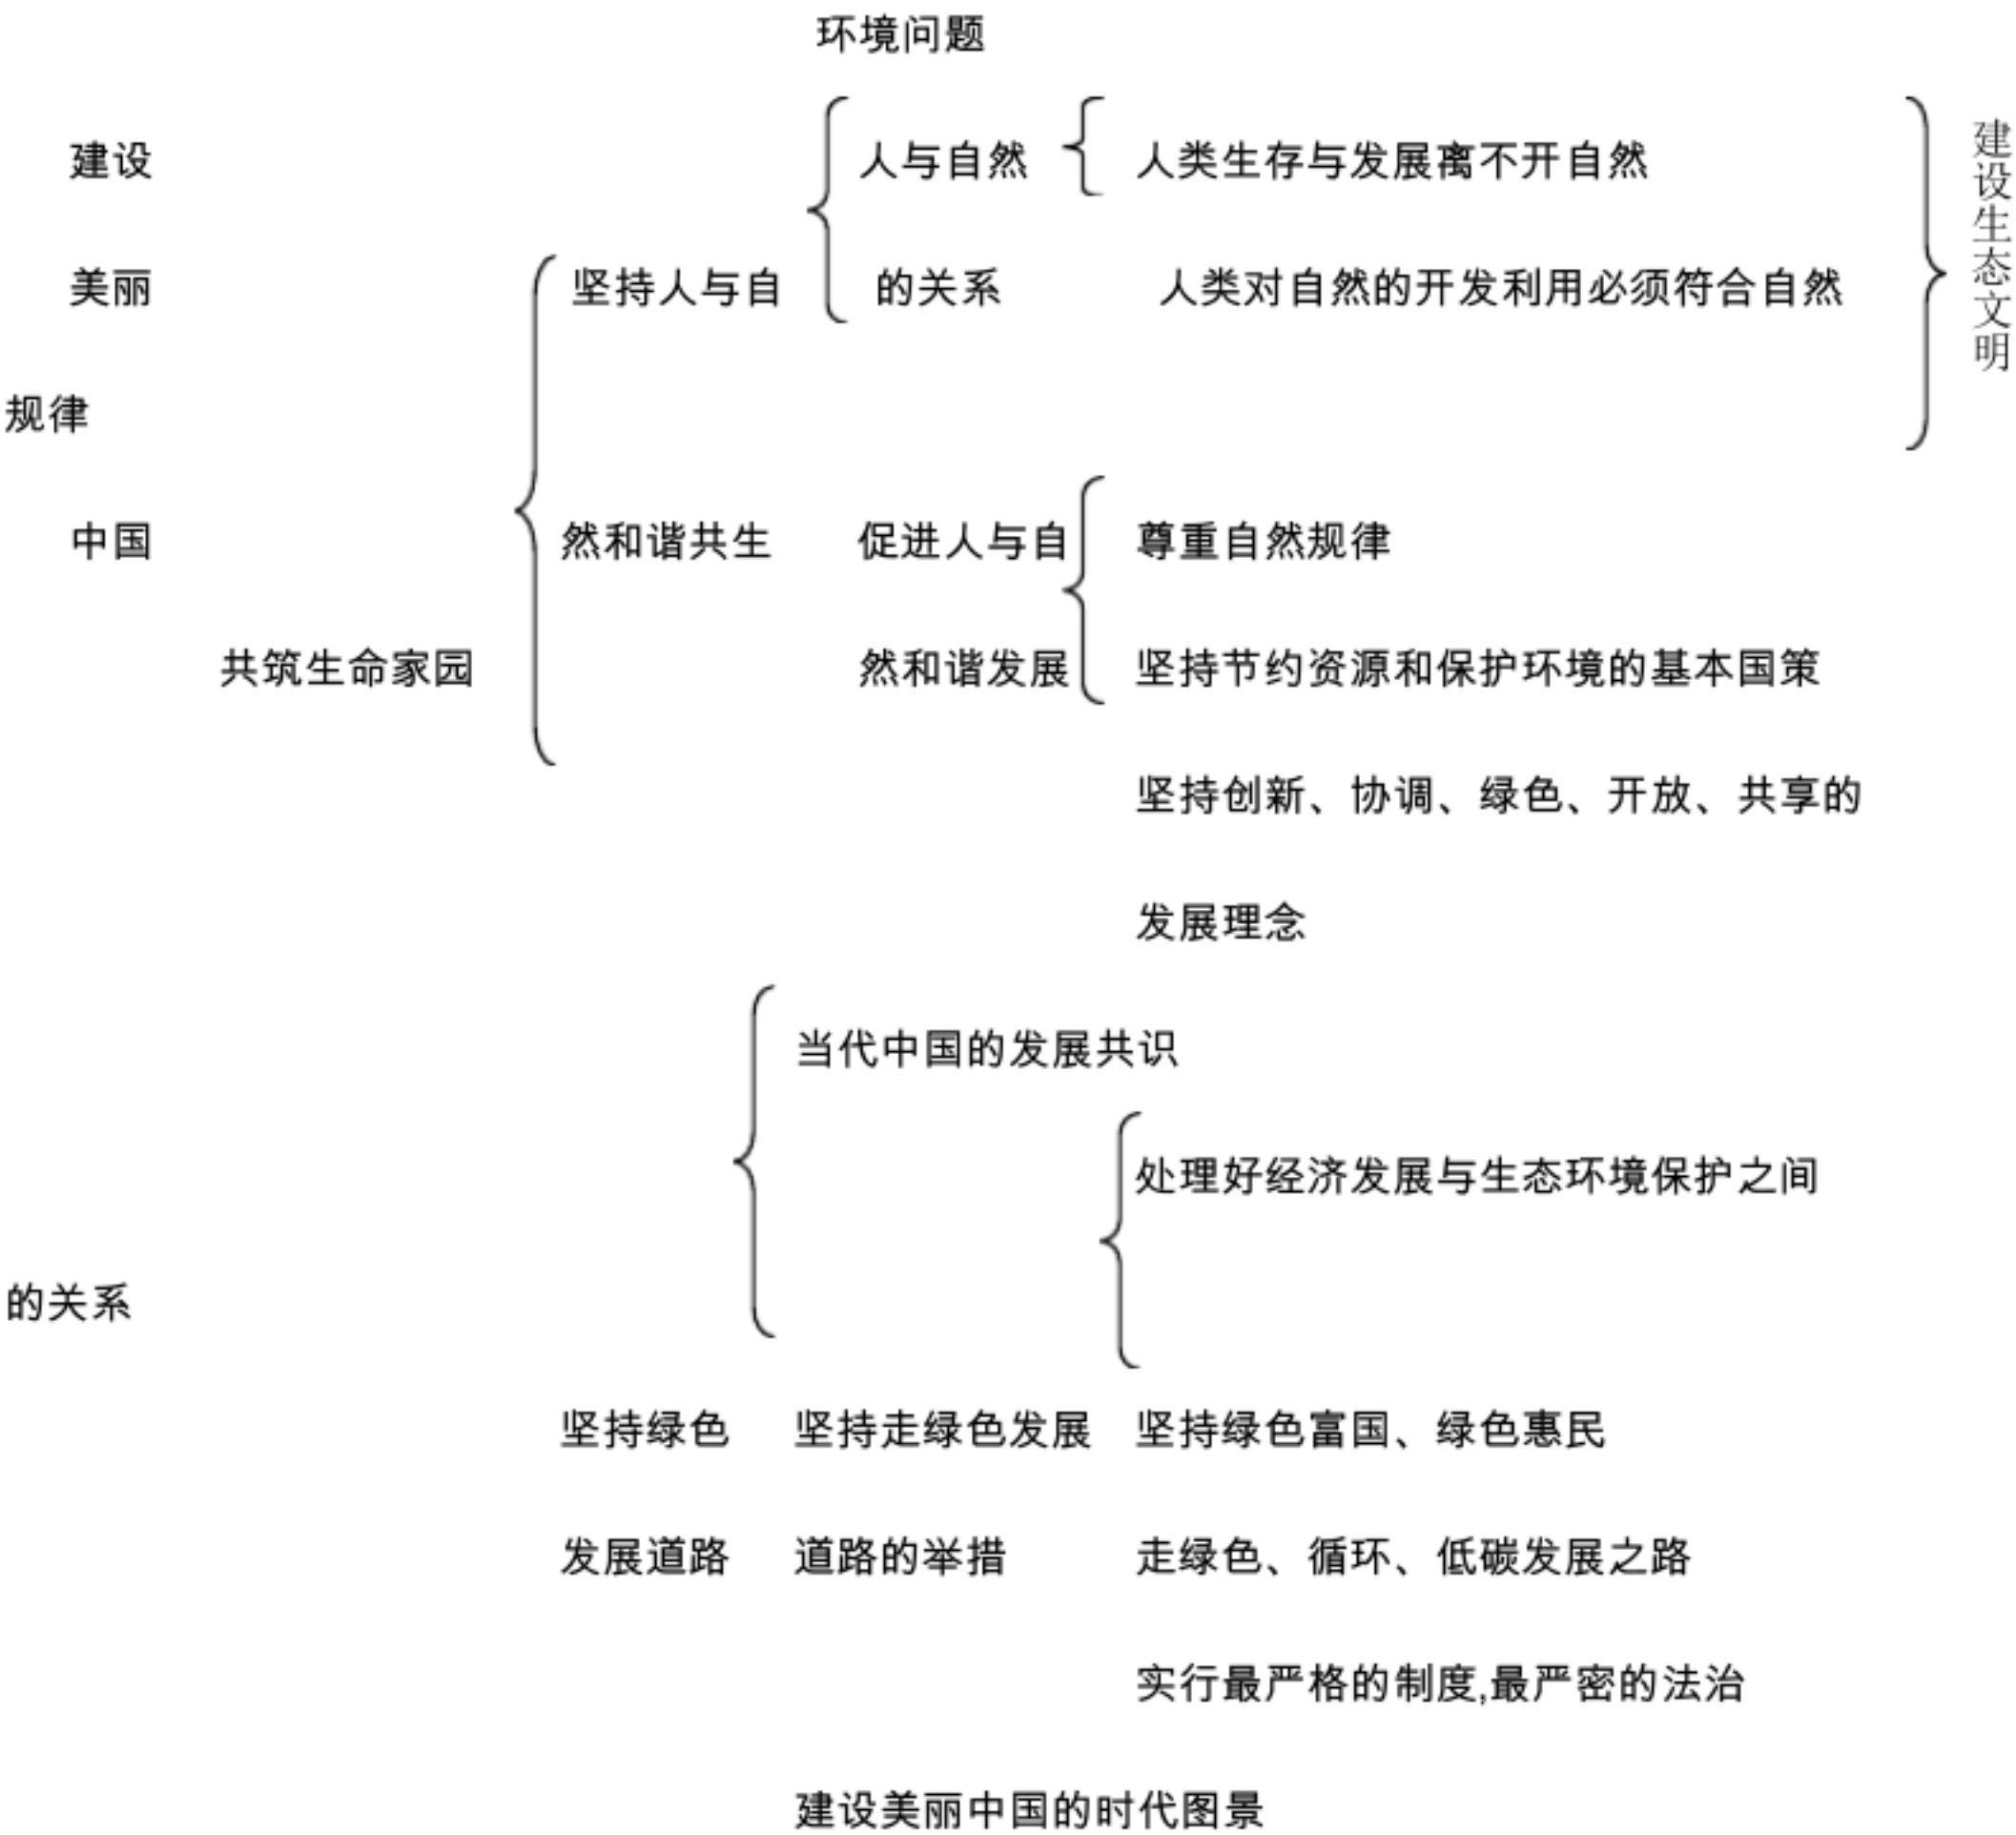 环境问题
建设 人与自然 人类生存与发展离不开自然
美丽 坚持人与自 的关系 人类对自然的开发利用必须符合自然
规律
中国 然和谐共生 促进人与自 尊重自然规律
共筑生命家园 然和谐发展 坚持节约资源和保护环境的基本国策
坚持创新、协调、绿色、开放、共享的
发展理念
当代中国的发展共识
处理好经济发展与生态环境保护之间
的关系
坚持绿色 坚持走绿色发展 坚持绿色富国、绿色惠民
发展道路 道路的举措 走绿色、循环、低碳发展之路
实行最严格的制度,最严密的法治
建设美丽中国的时代图景
建设生态文明